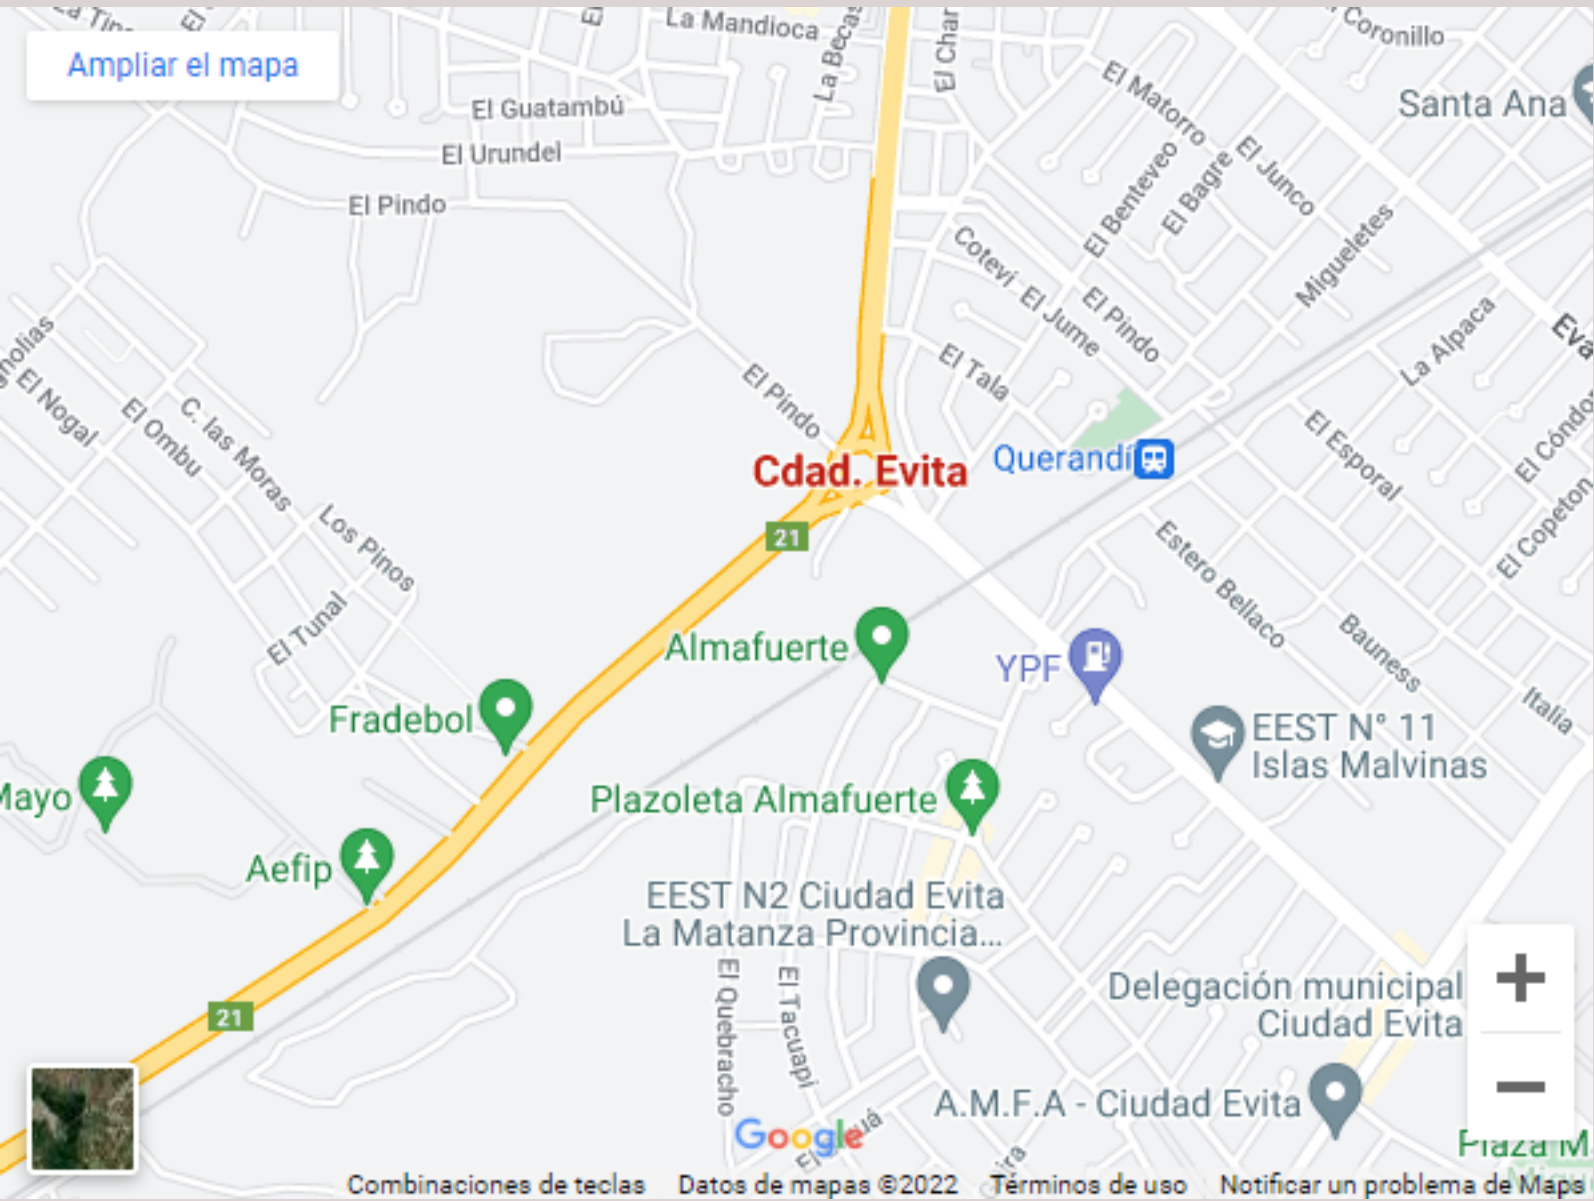 La Mandioca
El Guatambú
El Urundel
El Pindo
Ampliar el mapa
El Matorro
Coronillo
Santa Ana
El Junco
El Benteveo
El Bagre
Migueletes
Cotevi
El Jume
El Pindo
El Tala
La Alpaca
El Nogal
El Ombu
C. las Moras
El Pindo
Cdad. Evita
Querandí
El Esporal
El Copeton
21
Los Pinos
El Tunal
Estero Bellaco
Bauness
Italia
Almafuerte
YPF
Fradebol
EEST N° 11
Islas Malvinas
Mayo
Plazoleta Almafuerte
Aefip
EEST N2 Ciudad Evita
La Matanza Provincia...
El Quebracho
El Tacuapi
Delegación municipal
Ciudad Evita
21
A.M.F.A - Ciudad Evita
+
−
Google
Plaza M
Combinaciones de teclas
Datos de mapas ©2022
Términos de uso
Notificar un problema de Maps